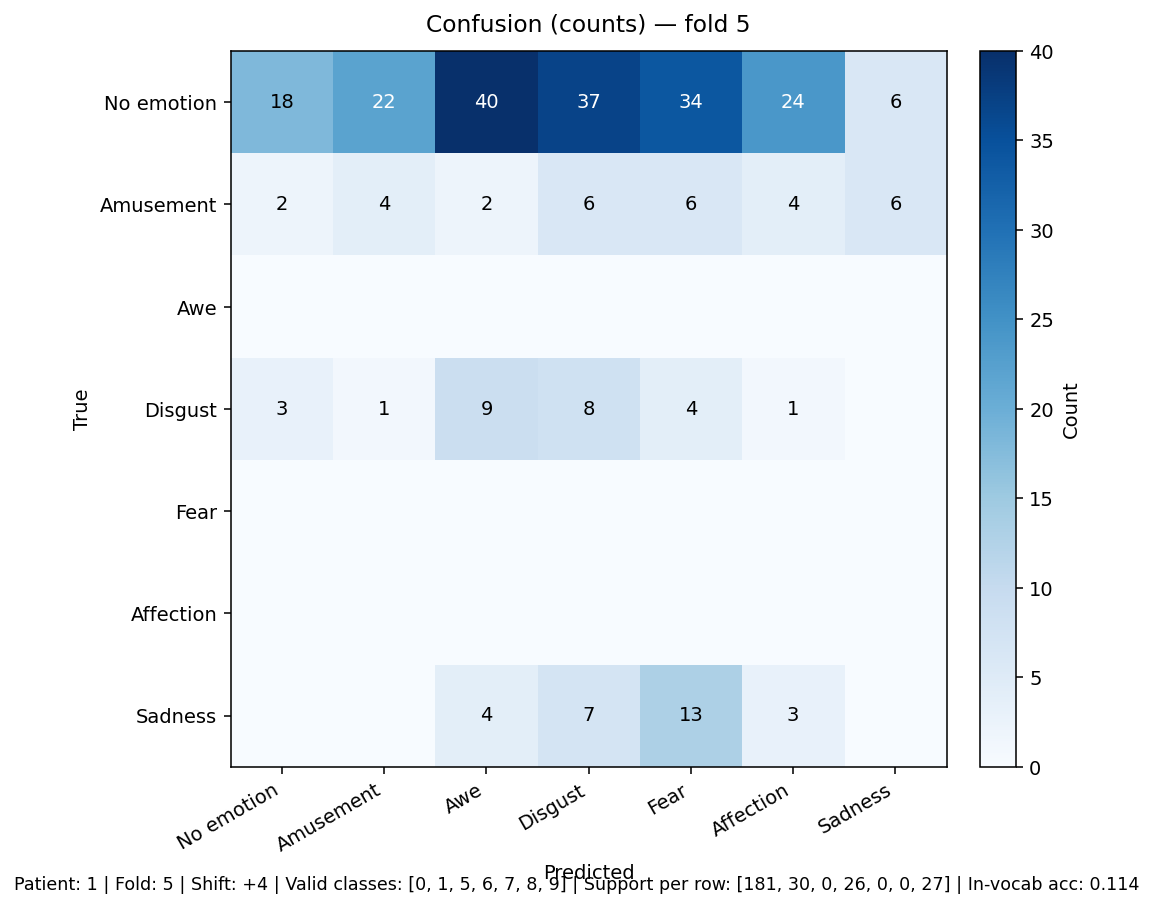 Confusion (counts) — fold 5
No emotion 18 22 40 37 34 24 6
Amusement 2 4 2 6 6 4 6
Awe
Disgust 3 1 9 8 4 1
Fear
Affection
Sadness 4 7 13 3
True
No emotion Amusement Awe Disgust Fear Affection Sadness
Predicted
40
35
30
25
20
15
10
5
0
Count
Patient: 1 | Fold: 5 | Shift: +4 | Valid classes: [0, 1, 5, 6, 7, 8, 9] | Support per row: [181, 30, 0, 26, 0, 0, 27] | In-vocab acc: 0.114